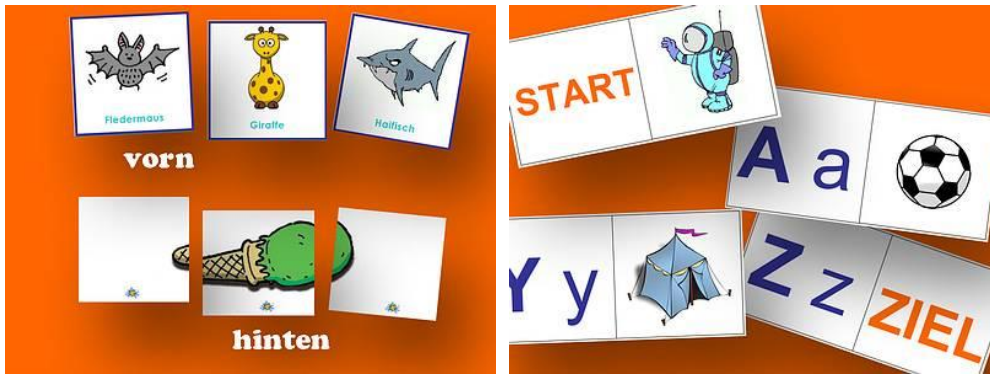 Fledermaus
Giraffe
Haifisch
vorn
hinten
START
A a
Y y
Z z
ZIEL